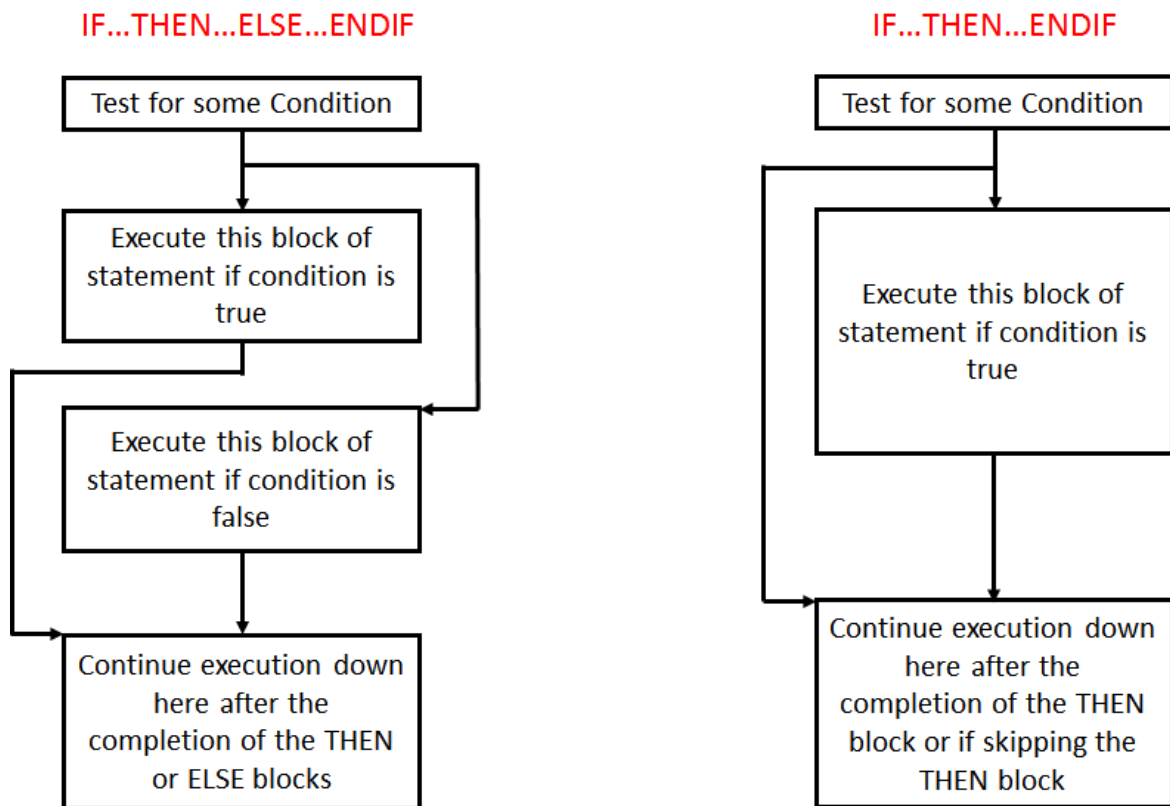 IF...THEN...ELSE...ENDIF
Test for some Condition
Execute this block of
statement if condition is
true
Execute this block of
statement if condition is
false
Continue execution down
here after the
completion of the THEN
or ELSE blocks
IF...THEN...ENDIF
Test for some Condition
Execute this block of
statement if condition is
true
Continue execution down
here after the
completion of the THEN
block or if skipping the
THEN block